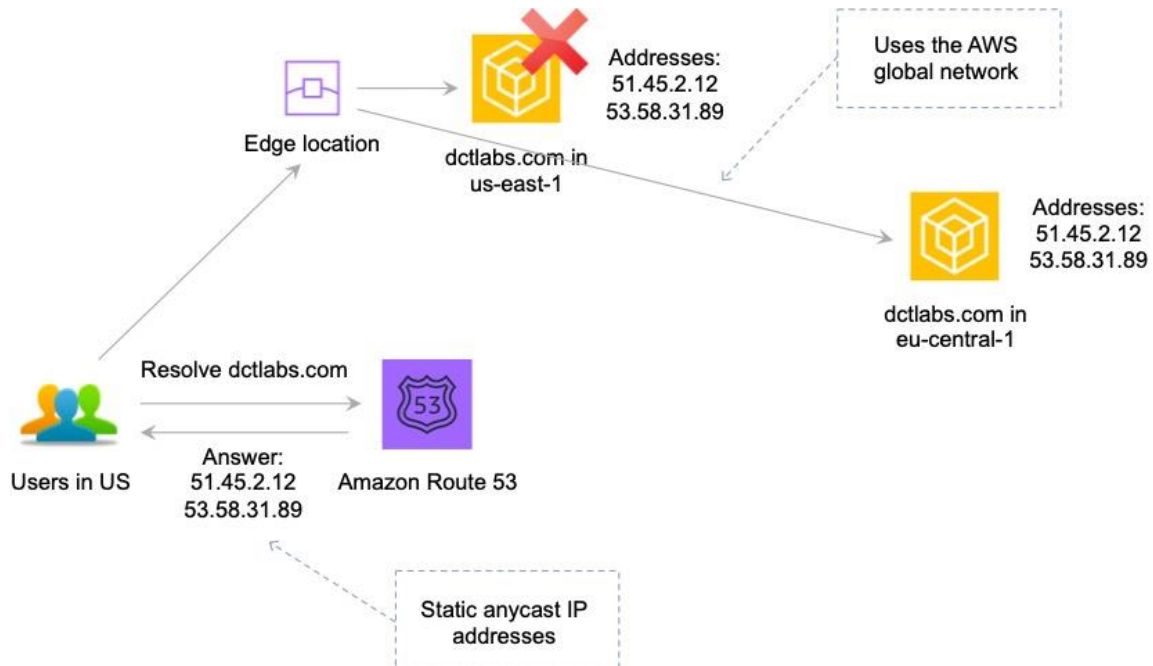 Addresses:
51.45.2.12
53.58.31.89
Uses the AWS
global network
Edge location
dctlabs.com in
us-east-1
Addresses:
51.45.2.12
53.58.31.89
dctlabs.com in
eu-central-1
Resolve dctlabs.com
53
Users in US
Answer:
51.45.2.12
53.58.31.89
Amazon Route 53
Static anycast IP
addresses